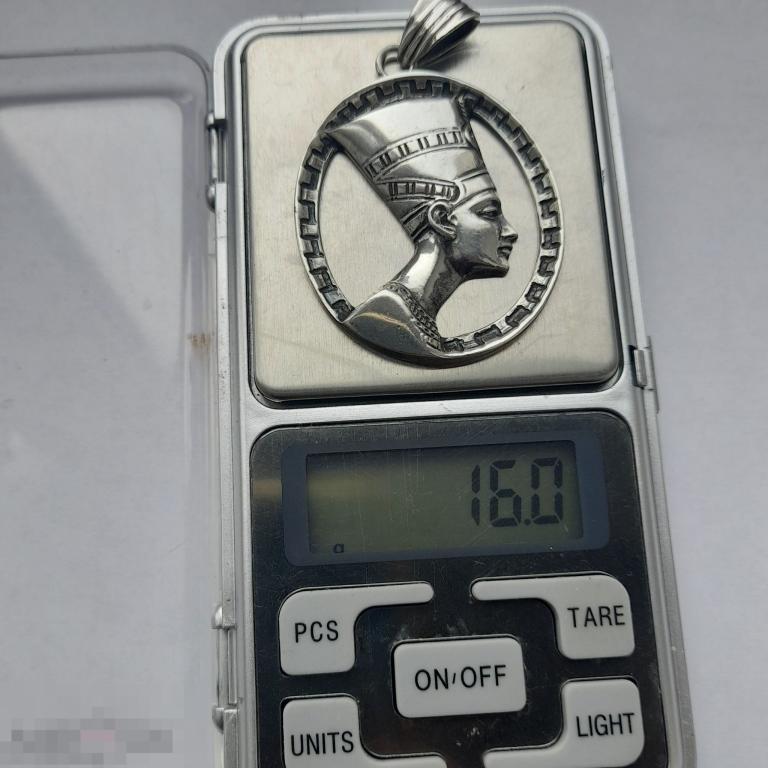 16.0
g
PCS
TARE
ON/OFF
UNITS
LIGHT